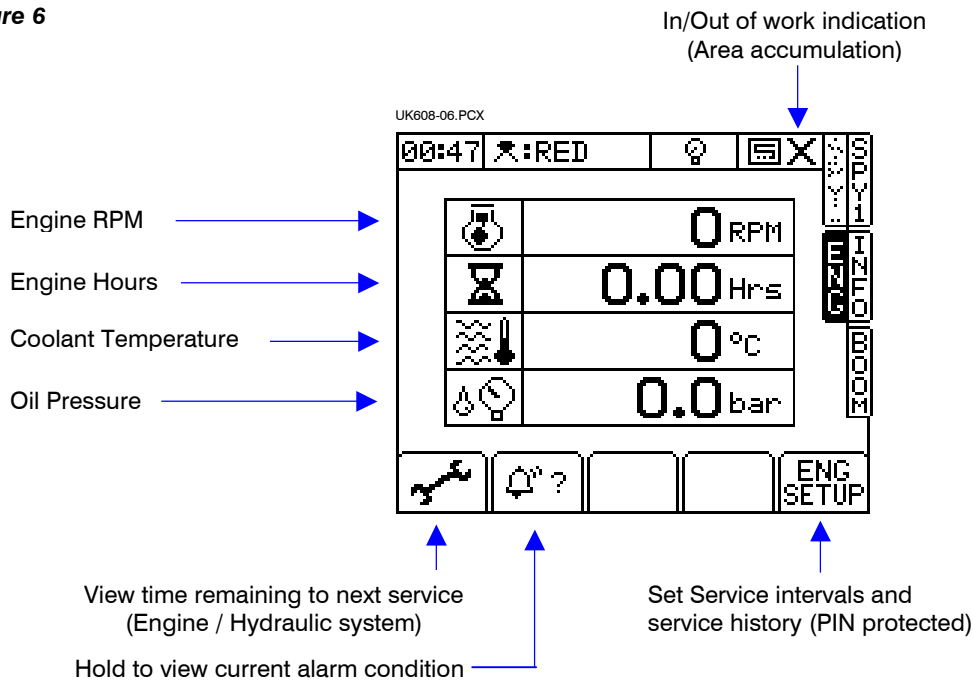 ure 6
In/Out of work indication
(Area accumulation)
UK608-06.PCX
00:47 :RED
SPY1
INFO
ENG
BOOM
Engine RPM
0 RPM
Engine Hours
0.00 Hrs
Coolant Temperature
0 °C
Oil Pressure
0.0 bar
?
ENG
SETUP
View time remaining to next service
(Engine / Hydraulic system)
Set Service intervals and
service history (PIN protected)
Hold to view current alarm condition